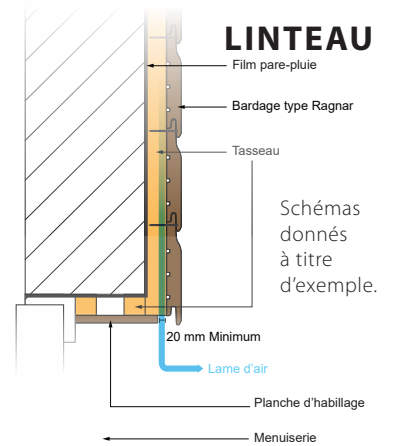 LINTEAU
Film pare-pluie
Bardage type Ragnar
Tasseau
Schémas
donnés
à titre
d'exemple.
20 mm Minimum
Lame d'air
Planche d'habillage
Menuiserie